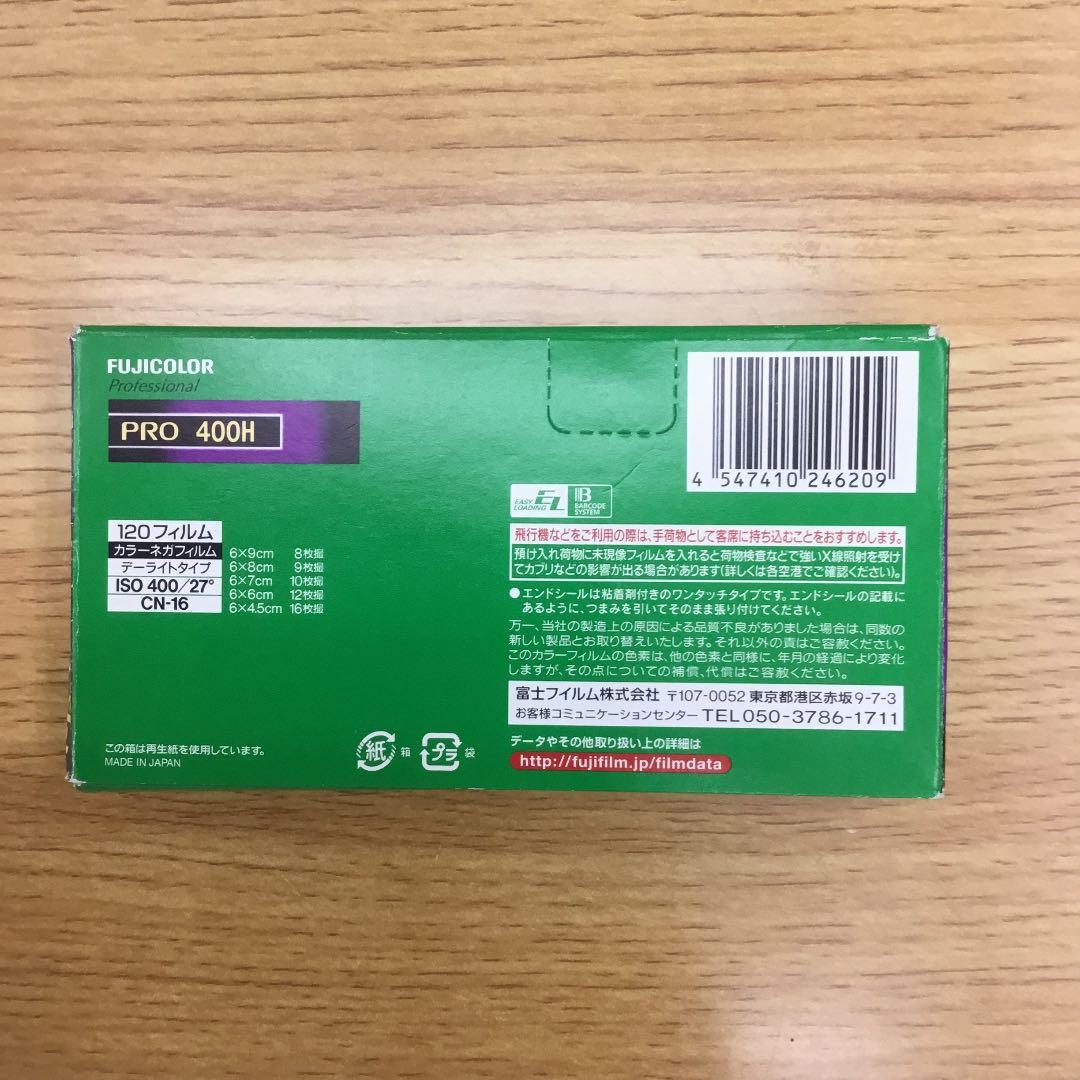 FUJICOLOR
Professional
PRO 400H
4 547410 246209
120フィルム
カラーネガフィルム
デーライトタイプ
ISO 400/27°
CN-16
6×9cm 8枚撮
6×8cm 9枚撮
6×7cm 10枚撮
6×6cm 12枚撮
6×4.5cm 16枚撮
EASY LOADING EL
B BARCODE SYSTEM
飛行機などをご利用の際は、手荷物として客席に持ち込むことをおすすめします。
預け入れ荷物に未現像フィルムを入れると荷物検査などで強いX線照射を受け
てカブリなどの影響が出る場合があります(詳しくは各空港でご確認ください)。
●エンドシールは粘着剤付きのワンタッチタイプです。エンドシールの記載に
あるように、つまみを引いてそのまま張り付けてください。
万一、当社の製造上の原因による品質不良がありました場合は、同数の
新しい製品とお取り替えいたします。それ以外の責はご容赦ください。
このカラーフィルムの色素は、他の色素と同様に、年月の経過により変化
しますが、その点についての補償、代償はご容赦ください。
富士フイルム株式会社 〒107-0052 東京都港区赤坂9-7-3
お客様コミュニケーションセンター TEL050-3786-1711
データやその他取り扱い上の詳細は
http://fujifilm.jp/filmdata
この箱は再生紙を使用しています。
MADE IN JAPAN
紙 箱 プラ 袋